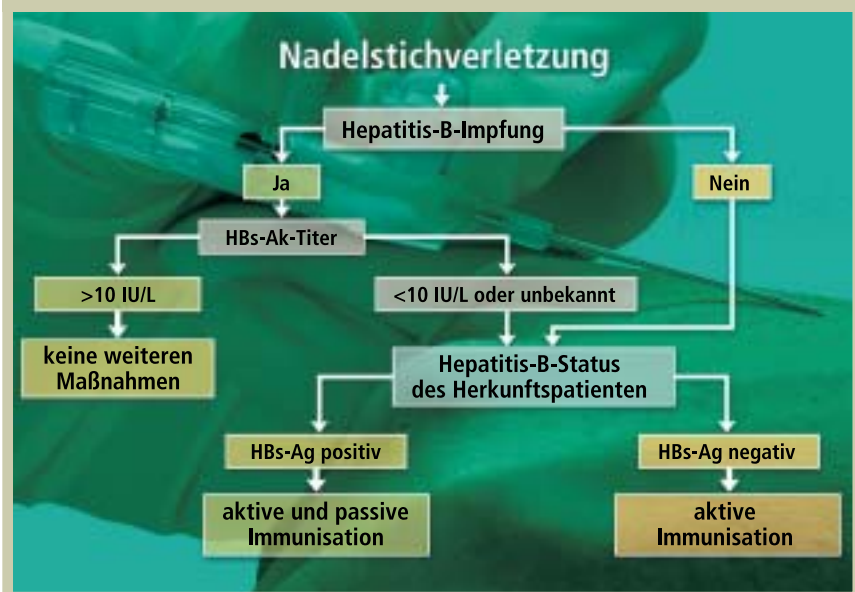 Nadelstichverletzung
Hepatitis-B-Impfung
Ja
Nein
HBs-Ak-Titer
>10 IU/L
<10 IU/L oder unbekannt
keine weiteren
Maßnahmen
Hepatitis-B-Status
des Herkunftspatienten
HBs-Ag positiv
HBs-Ag negativ
aktive und passive
Immunisation
aktive
Immunisation